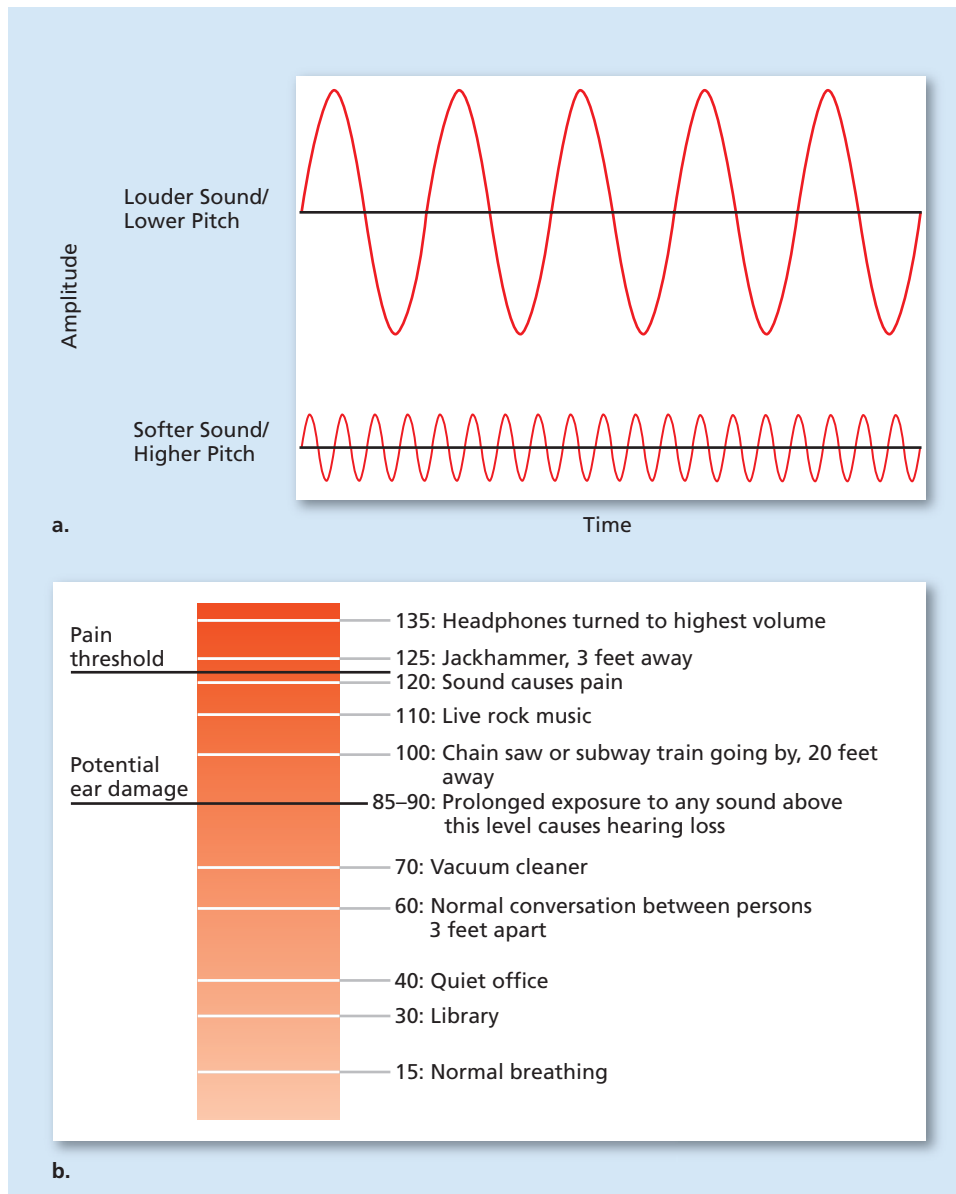 Louder Sound/
Lower Pitch
Amplitude
Softer Sound/
Higher Pitch
a.
Time
Pain
threshold
135: Headphones turned to highest volume
125: Jackhammer, 3 feet away
120: Sound causes pain
110: Live rock music
100: Chain saw or subway train going by, 20 feet
away
Potential
ear damage
85–90: Prolonged exposure to any sound above
this level causes hearing loss
70: Vacuum cleaner
60: Normal conversation between persons
3 feet apart
40: Quiet office
30: Library
15: Normal breathing
b.